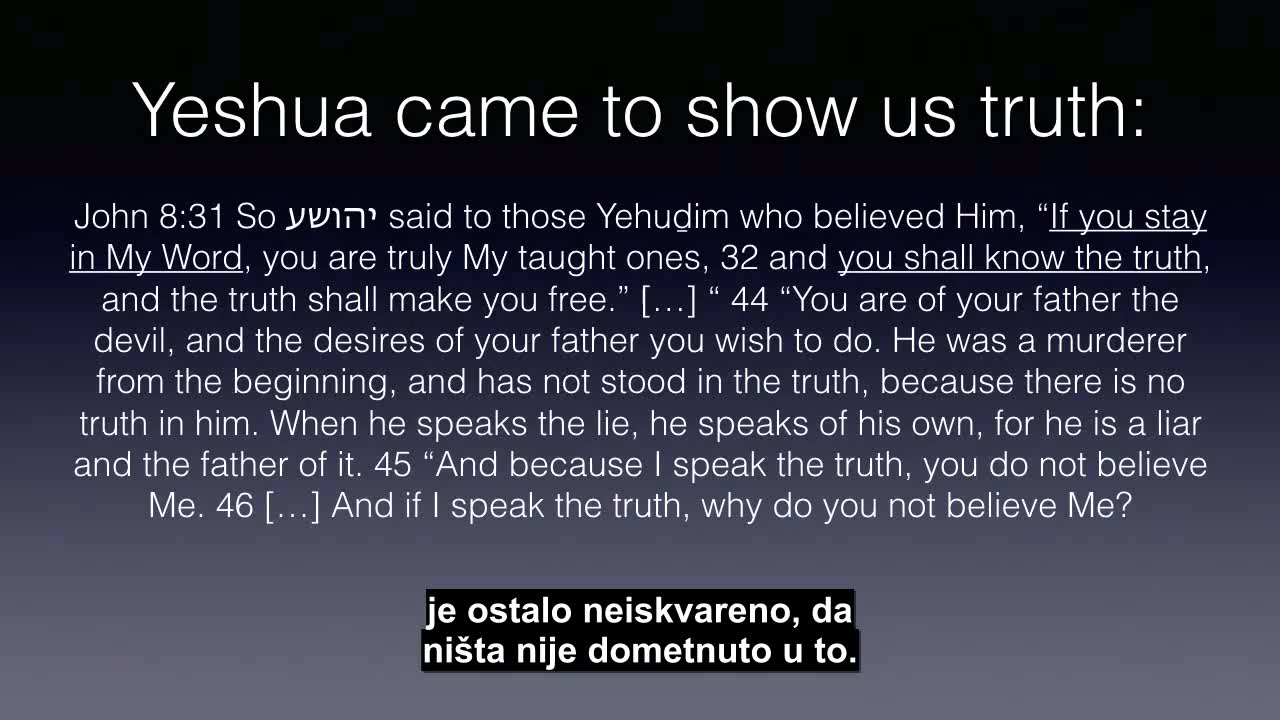 Yeshua came to show us truth:
John 8:31 So יהושע said to those Yehuḏim who believed Him, “If you stay
in My Word, you are truly My taught ones, 32 and you shall know the truth,
and the truth shall make you free.” […] “ 44 “You are of your father the
devil, and the desires of your father you wish to do. He was a murderer
from the beginning, and has not stood in the truth, because there is no
truth in him. When he speaks the lie, he speaks of his own, for he is a liar
and the father of it. 45 “And because I speak the truth, you do not believe
Me. 46 […] And if I speak the truth, why do you not believe Me?
je ostalo neiskvareno, da
ništa nije dometnuto u to.